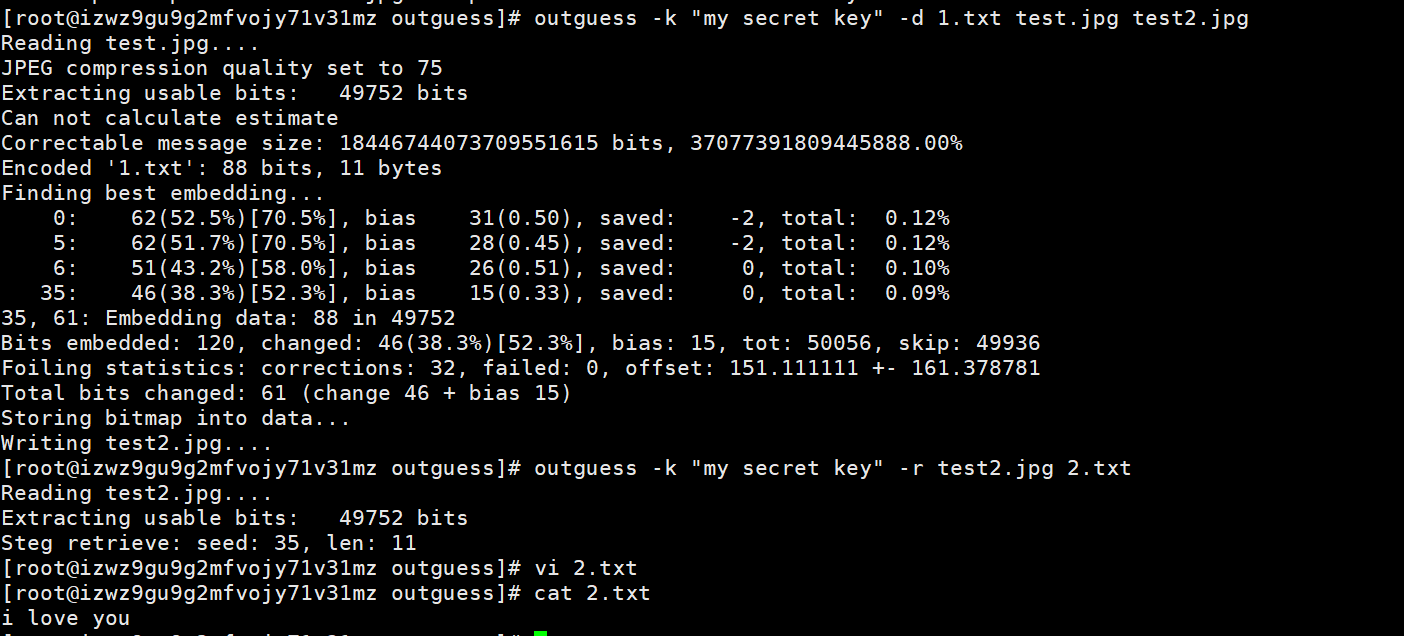 [root@izwz9gu9g2mfvojy71v31mz outguess]# outguess -k "my secret key" -d 1.txt test.jpg test2.jpg
Reading test.jpg....
JPEG compression quality set to 75
Extracting usable bits:   49752 bits
Can not calculate estimate
Correctable message size: 18446744073709551615 bits, 37077391809445888.00%
Encoded '1.txt': 88 bits, 11 bytes
Finding best embedding...
    0:    62(52.5%)[70.5%], bias    31(0.50), saved:    -2, total:  0.12%
    5:    62(51.7%)[70.5%], bias    28(0.45), saved:    -2, total:  0.12%
    6:    51(43.2%)[58.0%], bias    26(0.51), saved:     0, total:  0.10%
   35:    46(38.3%)[52.3%], bias    15(0.33), saved:     0, total:  0.09%
35, 61: Embedding data: 88 in 49752
Bits embedded: 120, changed: 46(38.3%)[52.3%], bias: 15, tot: 50056, skip: 49936
Foiling statistics: corrections: 32, failed: 0, offset: 151.111111 +- 161.378781
Total bits changed: 61 (change 46 + bias 15)
Storing bitmap into data...
Writing test2.jpg....
[root@izwz9gu9g2mfvojy71v31mz outguess]# outguess -k "my secret key" -r test2.jpg 2.txt
Reading test2.jpg....
Extracting usable bits:   49752 bits
Steg retrieve: seed: 35, len: 11
[root@izwz9gu9g2mfvojy71v31mz outguess]# vi 2.txt
[root@izwz9gu9g2mfvojy71v31mz outguess]# cat 2.txt
i love you